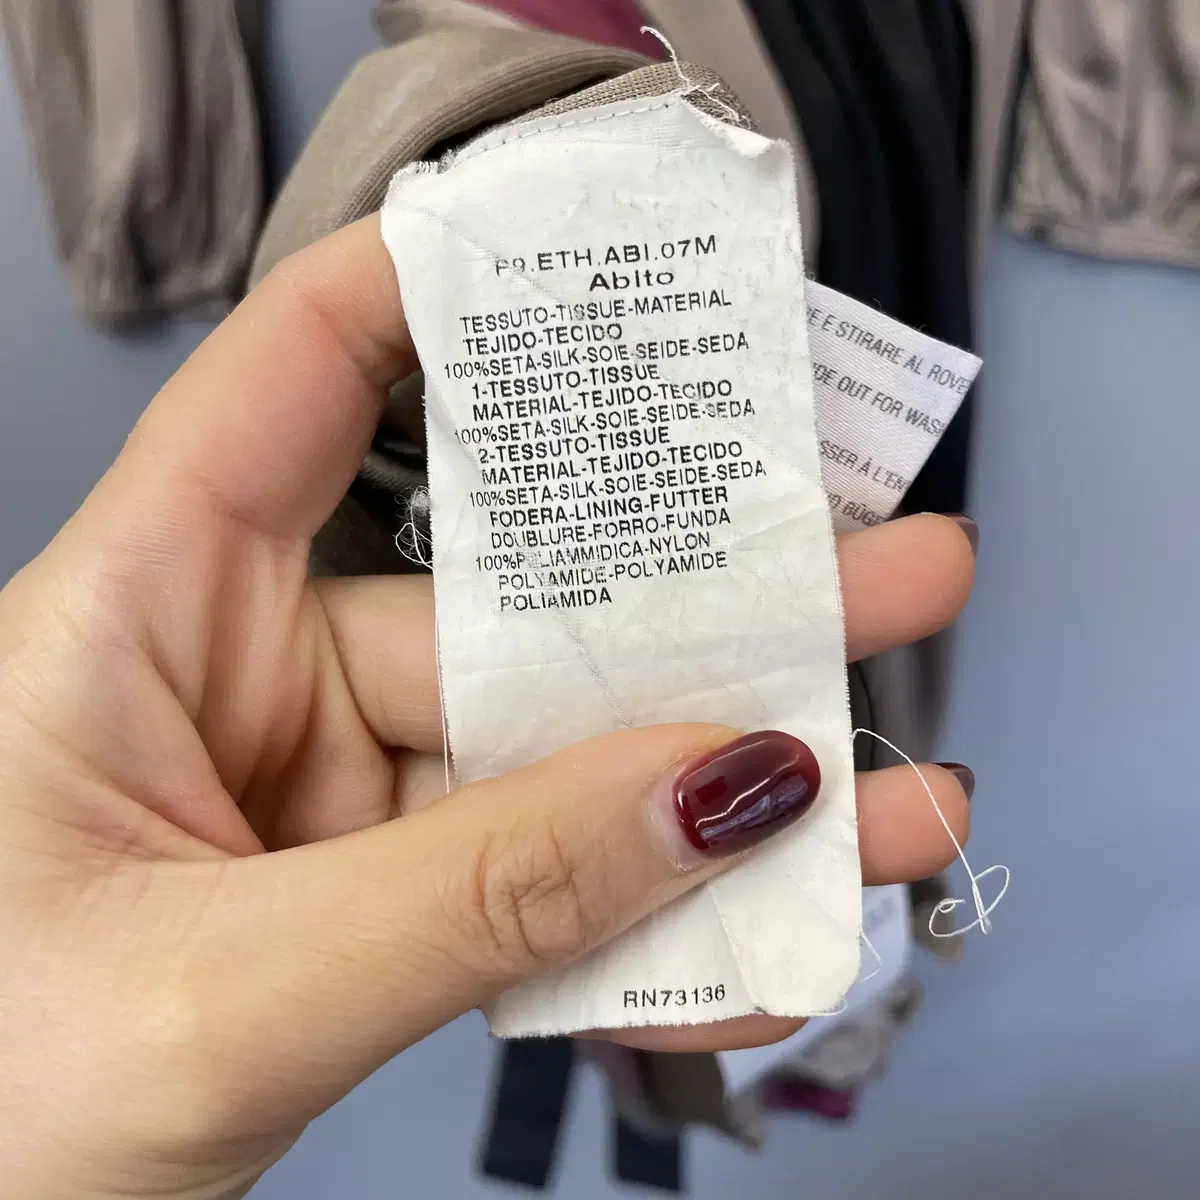 P9.ETH.ABI.07M
Abito
TESSUTO-TISSUE-MATERIAL
TEJIDO-TECIDO
100%SETA-SILK-SOIE-SEIDE-SEDA
1-TESSUTO-TISSUE
MATERIAL-TEJIDO-TECIDO
100%SETA-SILK-SOIE-SEIDE-SEDA
2-TESSUTO-TISSUE
MATERIAL-TEJIDO-TECIDO
100%SETA-SILK-SOIE-SEIDE-SEDA
FODERA-LINING-FUTTER
DOUBLURE-FORRO-FUNDA
100%POLIAMMIDICA-NYLON
POLYAMIDE-POLYAMIDE
POLIAMIDA
RN73136
E STIRARE AL ROVE
OUT FOR WAS
SSER À L'EN
BÜGE